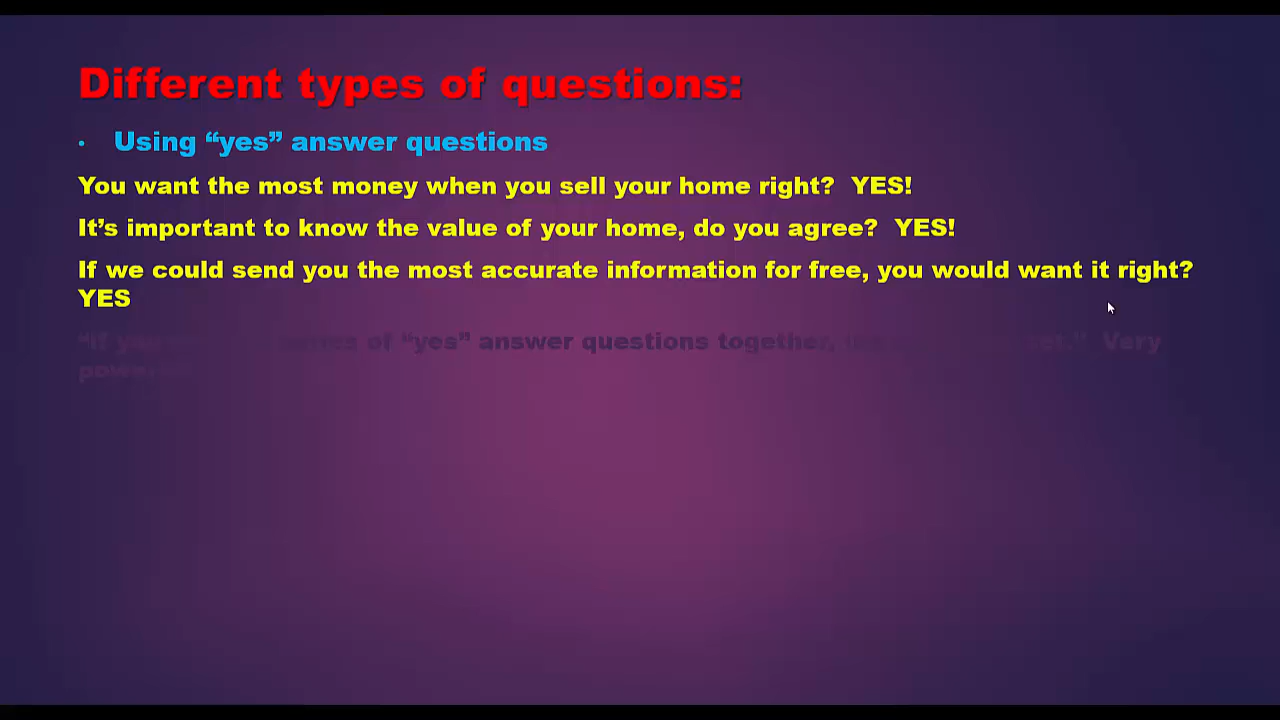 Different types of questions:
• Using “yes” answer questions
You want the most money when you sell your home right?  YES!
It’s important to know the value of your home, do you agree?  YES!
If we could send you the most accurate information for free, you would want it right?
YES
“If you series of “yes” answer questions together, Very